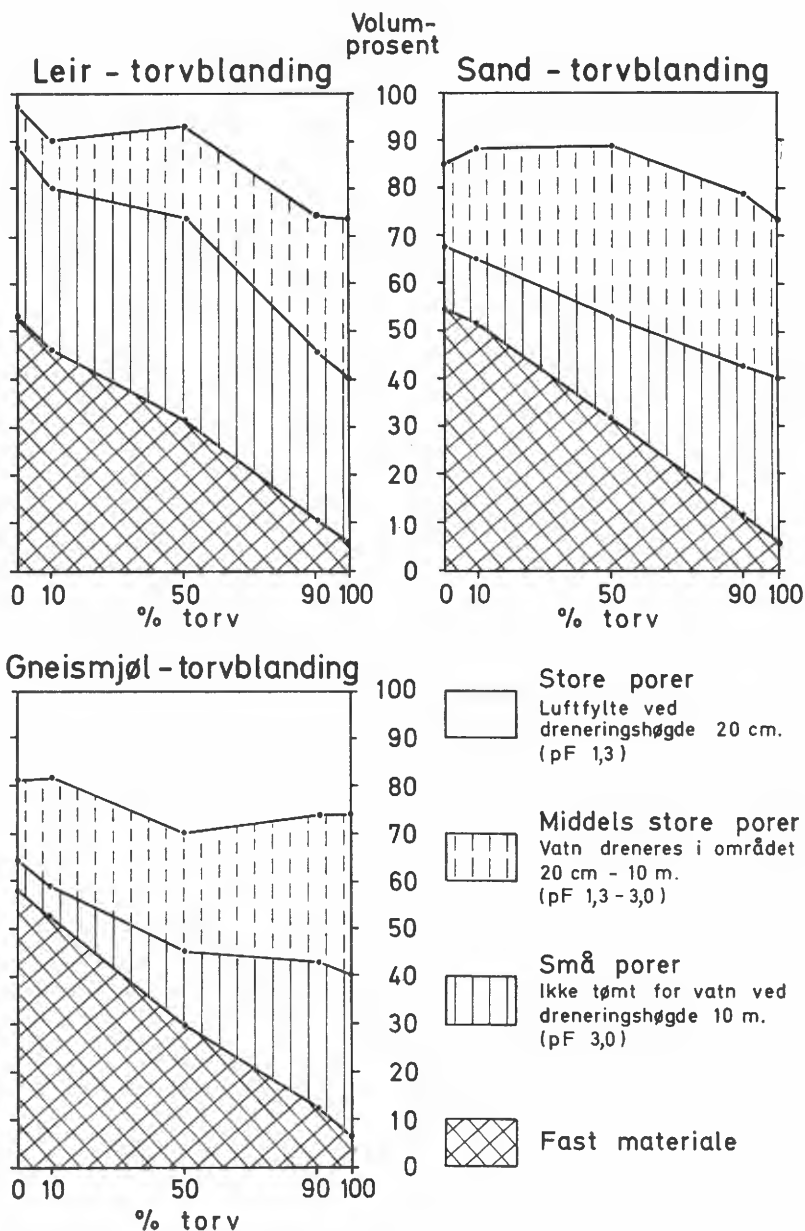 Volum-
prosent
Leir - torvblanding
Sand - torvblanding
100
90
80
70
60
50
40
30
20
10
0
0 10 50 90 100
% torv
0 10 50 90 100
% torv
Gneismjøl - torvblanding
100
90
80
70
60
50
40
30
20
10
0
0 10 50 90 100
% torv
Store porer
Luftfylte ved
dreneringshøgde 20 cm.
(pF 1,3)
Middels store porer
Vatn dreneres i området
20 cm - 10 m.
(pF 1,3 - 3,0)
Små porer
Ikke tømt for vatn ved
dreneringshøgde 10 m.
(pF 3,0)
Fast materiale